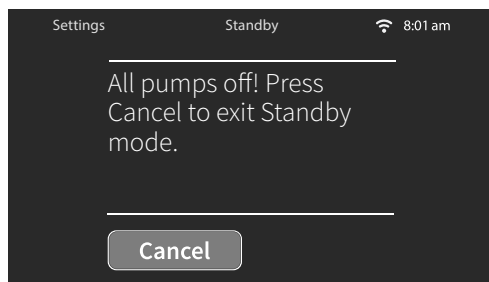 Settings Standby 8:01 am
All pumps off! Press
Cancel to exit Standby
mode.
Cancel